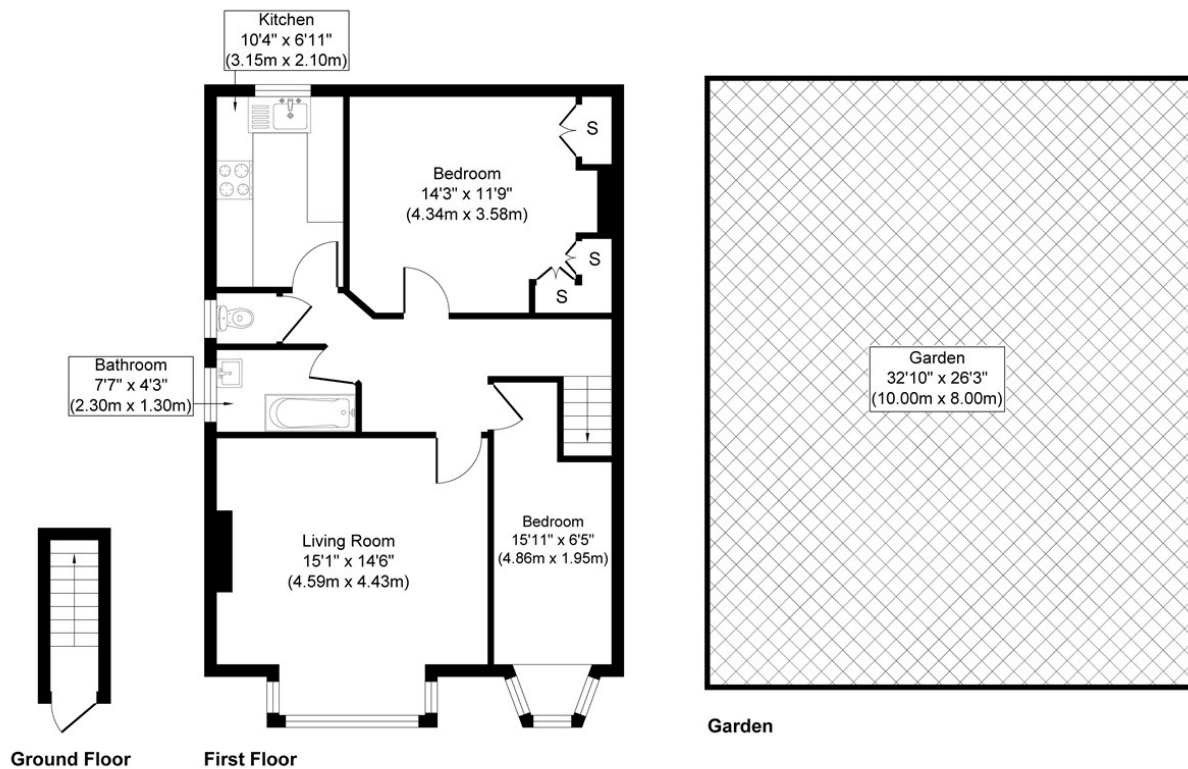 Kitchen
10'4" x 6'11"
(3.15m x 2.10m)
S
Bedroom
14'3" x 11'9"
(4.34m x 3.58m)
S
S
Bathroom
7'7" x 4'3"
(2.30m x 1.30m)
Living Room
15'1" x 14'6"
(4.59m x 4.43m)
Bedroom
15'11" x 6'5"
(4.86m x 1.95m)
Garden
32'10" x 26'3"
(10.00m x 8.00m)
Ground Floor
First Floor
Garden